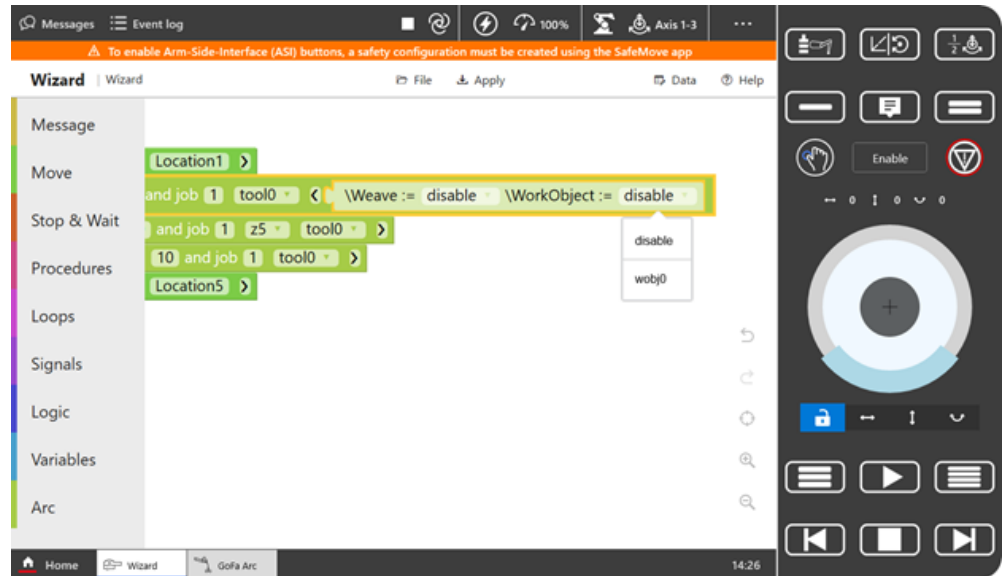 Messages Event log 100% Axis 1-3 ...
To enable Arm-Side-Interface (ASI) buttons, a safety configuration must be created using the SafeMove app
Wizard | Wizard File Apply Data Help
Message
Move
Stop & Wait
Procedures
Loops
Signals
Logic
Variables
Arc
Location1
and job 1 tool0 \Weave := disable \WorkObject := disable
and job 1 z5 tool0
10 and job 1 tool0
Location5
disable
wobj0
Home Wizard GoFa Arc 14:26
Enable
0 0 0